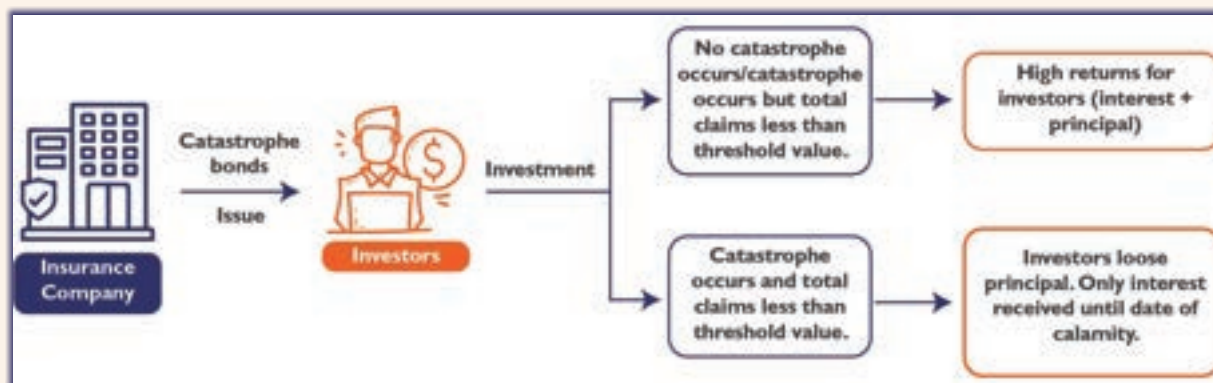 Insurance
Company
Catastrophe
bonds
Issue
$
Investors
Investment
No catastrophe
occurs/catastrophe
occurs but total
claims less than
threshold value.
High returns for
investors (interest +
principal)
Catastrophe
occurs and total
claims less than
threshold value.
Investors loose
principal. Only interest
received until date of
calamity.